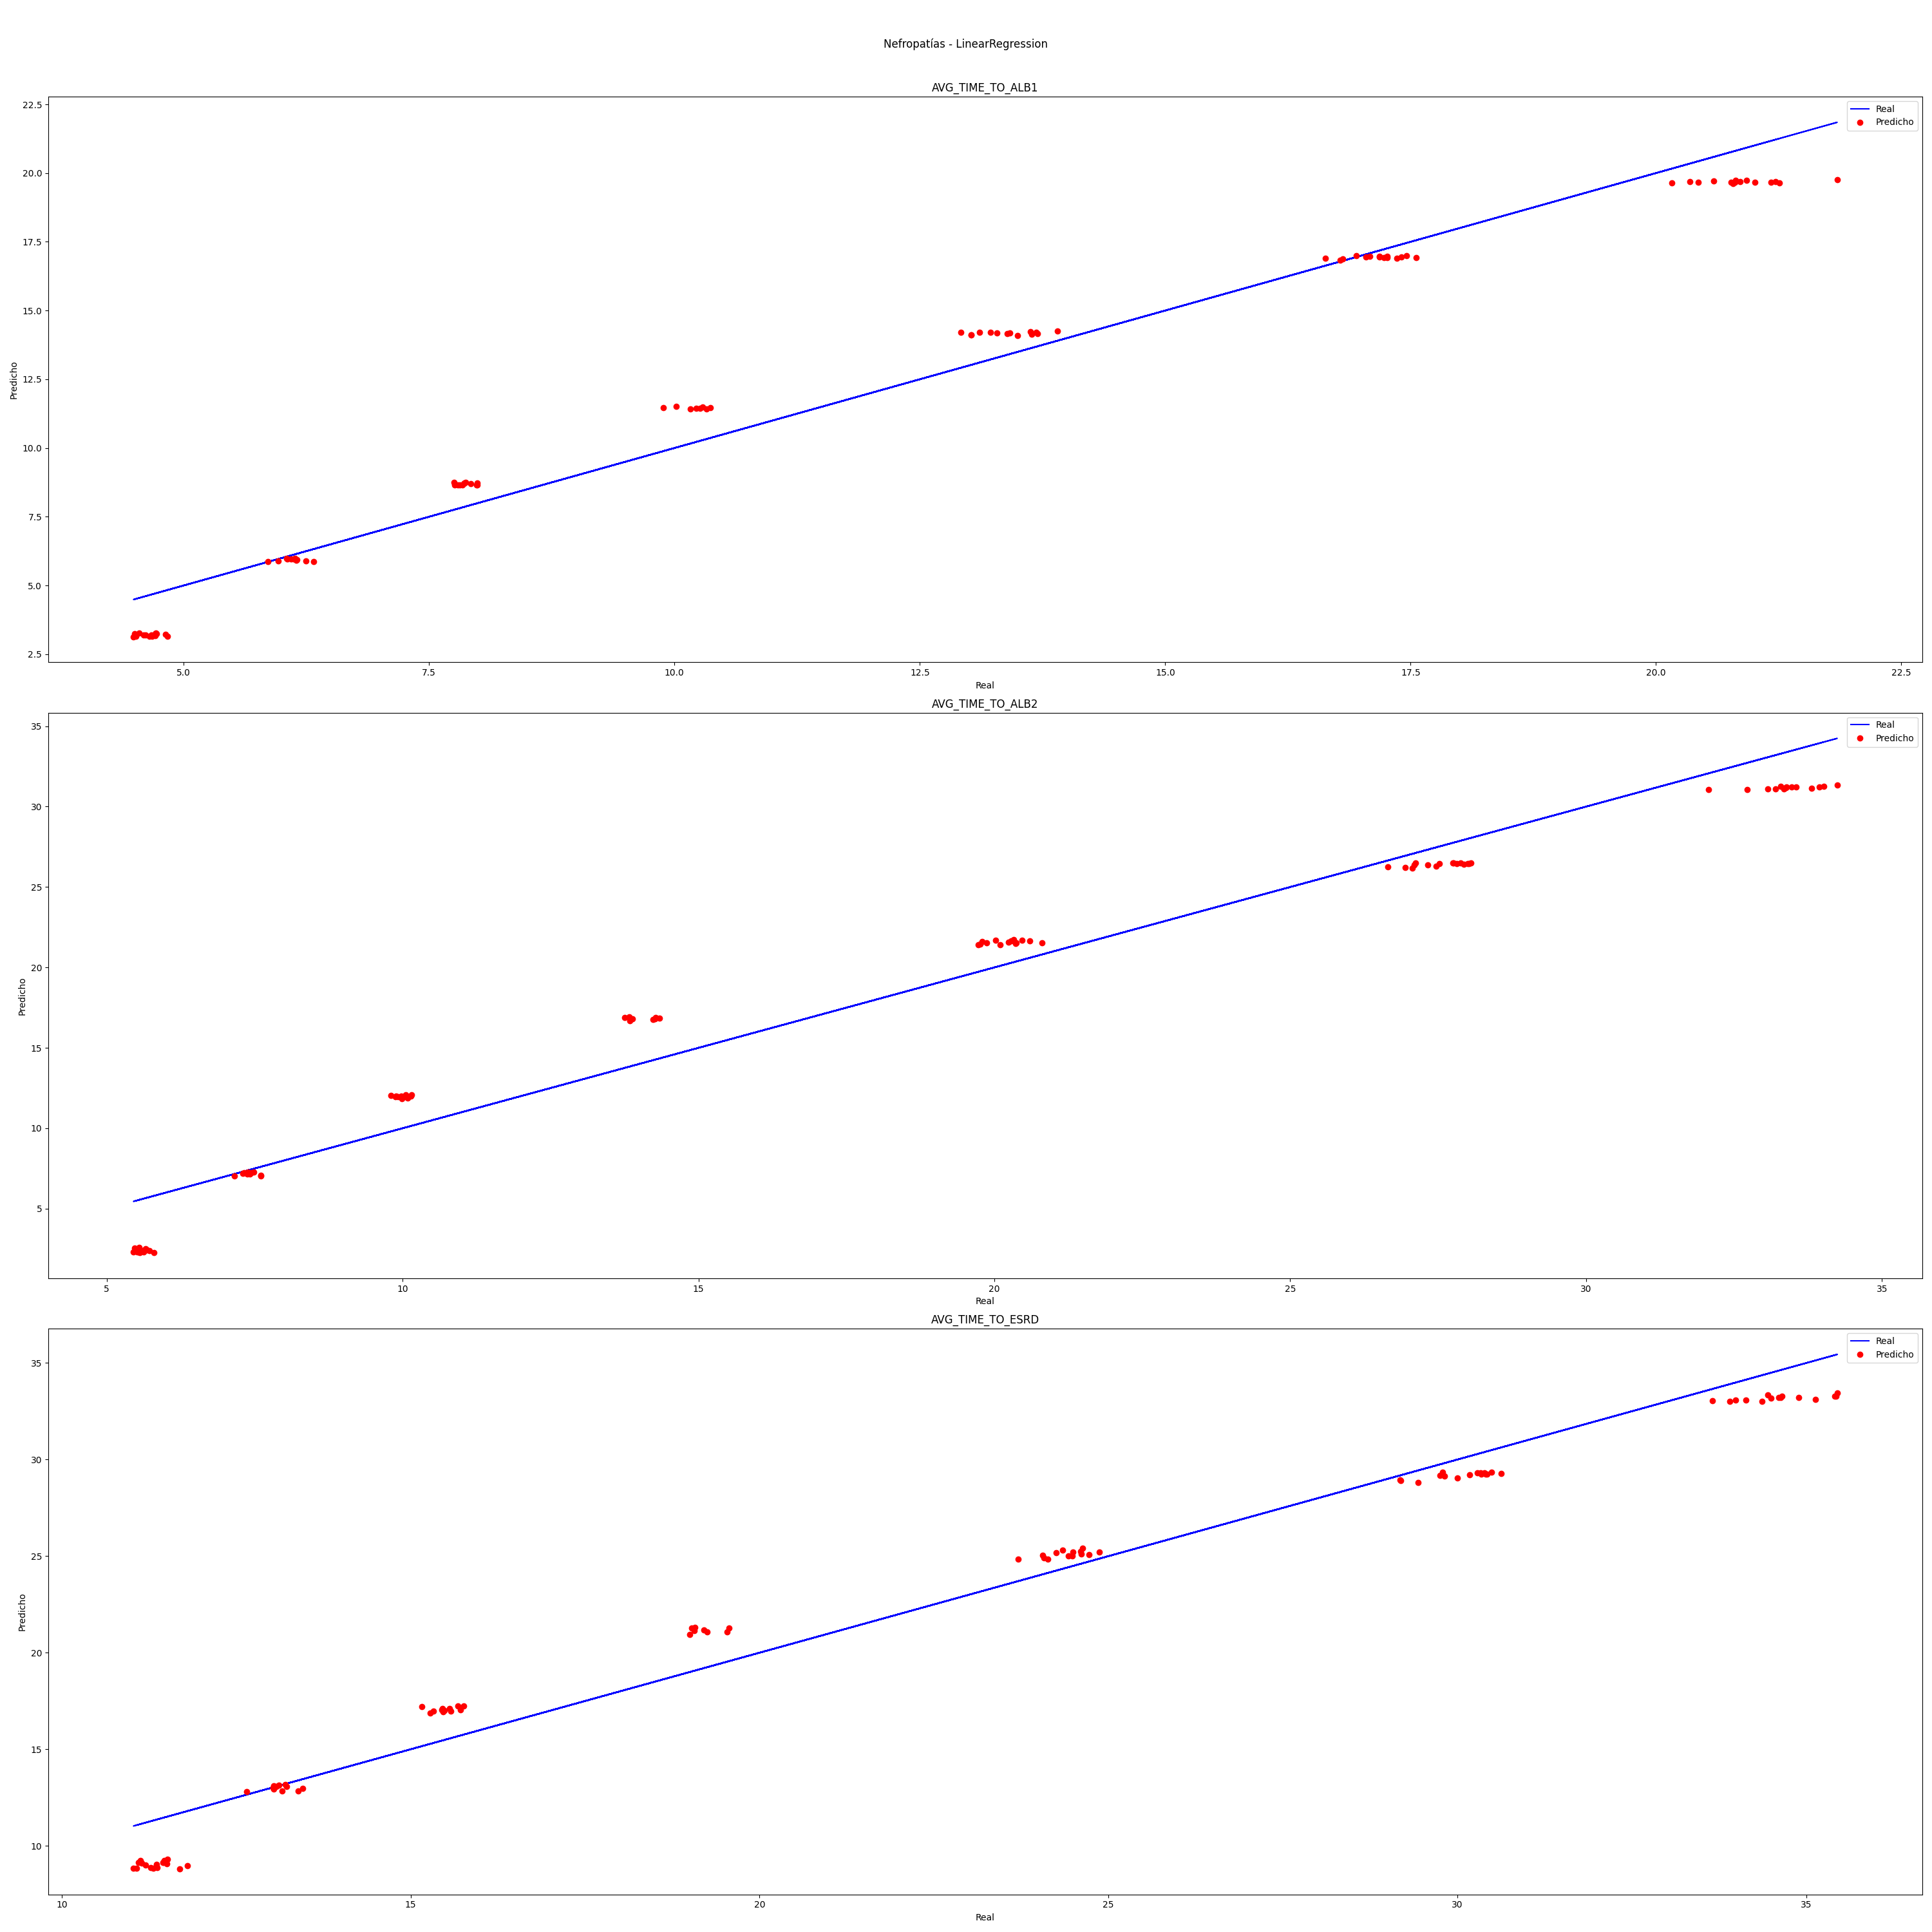 Nefropatías - LinearRegression
AVG_TIME_TO_ALB1
22.5
20.0
17.5
15.0
12.5
10.0
7.5
5.0
2.5
Predicho
Real
Predicho
5.0 7.5 10.0 12.5 15.0 17.5 20.0 22.5
Real
AVG_TIME_TO_ALB2
35
30
25
20
15
10
5
Predicho
Real
Predicho
5 10 15 20 25 30 35
Real
AVG_TIME_TO_ESRD
35
30
25
20
15
10
Predicho
Real
Predicho
10 15 20 25 30 35
Real